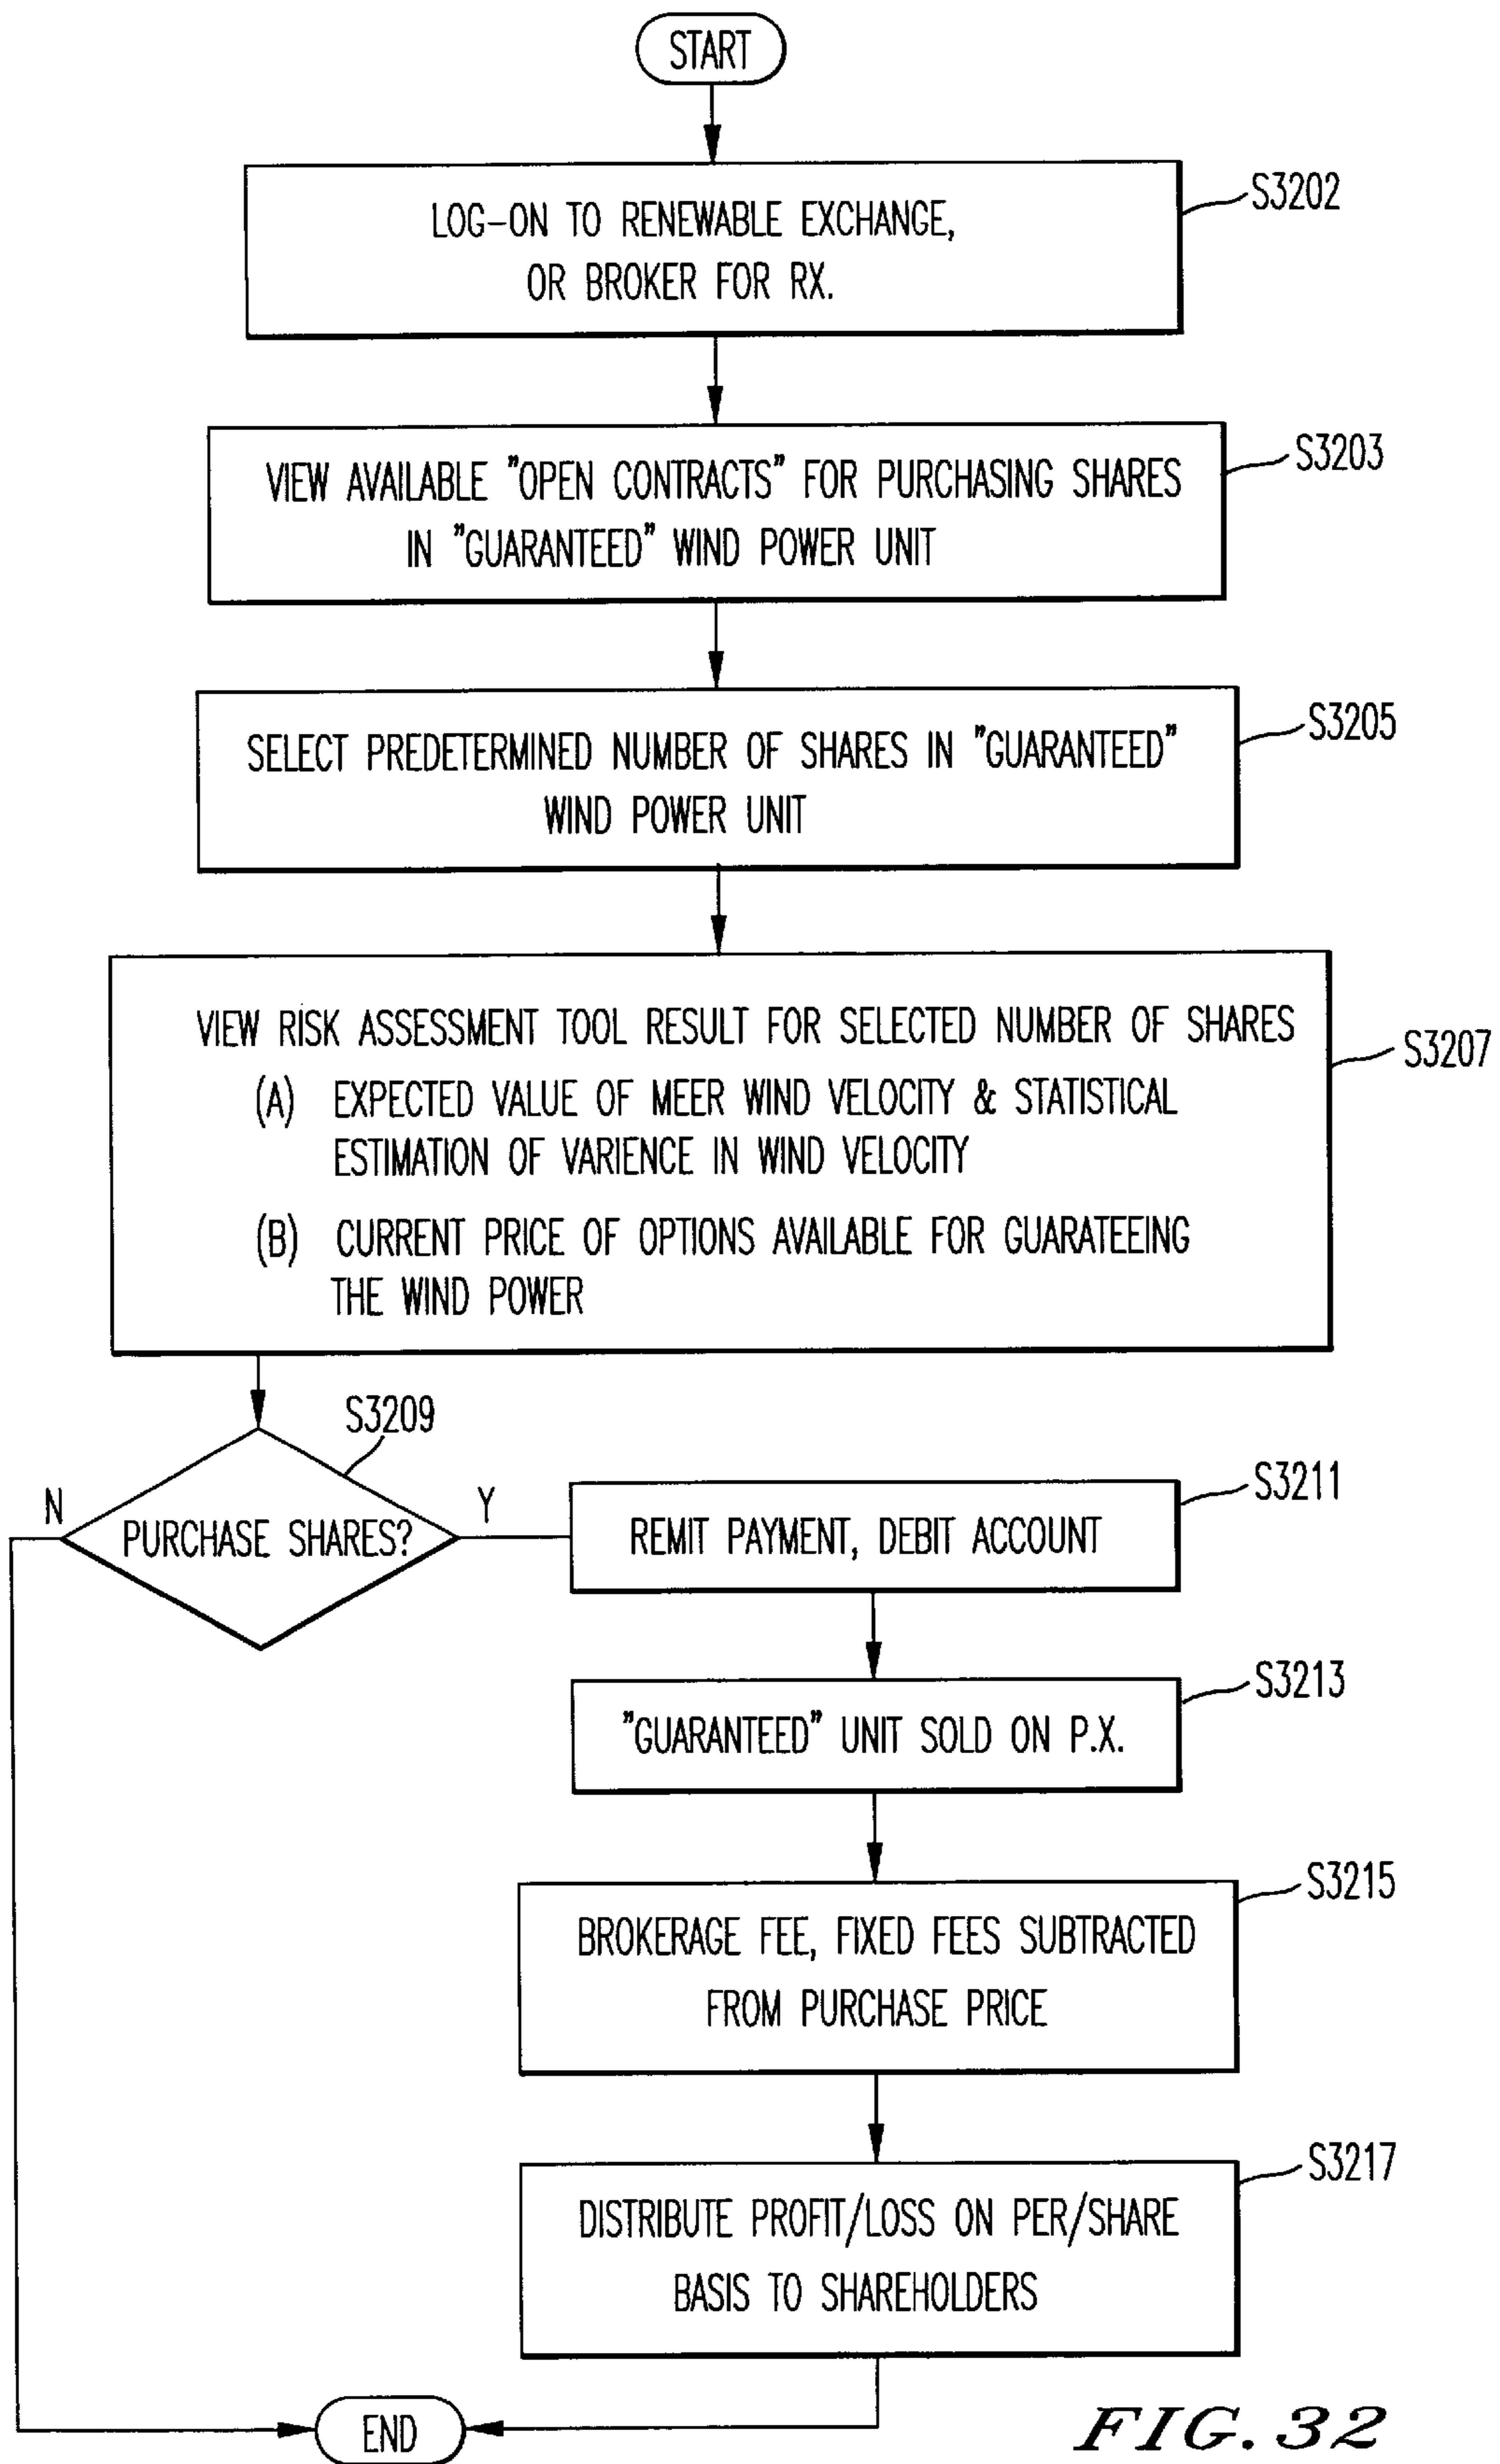 START
LOG-ON TO RENEWABLE EXCHANGE,
OR BROKER FOR RX.
S3202
VIEW AVAILABLE "OPEN CONTRACTS" FOR PURCHASING SHARES
IN "GUARANTEED" WIND POWER UNIT
S3203
SELECT PREDETERMINED NUMBER OF SHARES IN "GUARANTEED"
WIND POWER UNIT
S3205
VIEW RISK ASSESSMENT TOOL RESULT FOR SELECTED NUMBER OF SHARES
(A) EXPECTED VALUE OF MEER WIND VELOCITY & STATISTICAL
ESTIMATION OF VARIENCE IN WIND VELOCITY
(B) CURRENT PRICE OF OPTIONS AVAILABLE FOR GUARATEEING
THE WIND POWER
S3207
S3209
N
PURCHASE SHARES?
Y
REMIT PAYMENT, DEBIT ACCOUNT
S3211
"GUARANTEED" UNIT SOLD ON P.X.
S3213
BROKERAGE FEE, FIXED FEES SUBTRACTED
FROM PURCHASE PRICE
S3215
DISTRIBUTE PROFIT/LOSS ON PER/SHARE
BASIS TO SHAREHOLDERS
S3217
END
FIG. 32